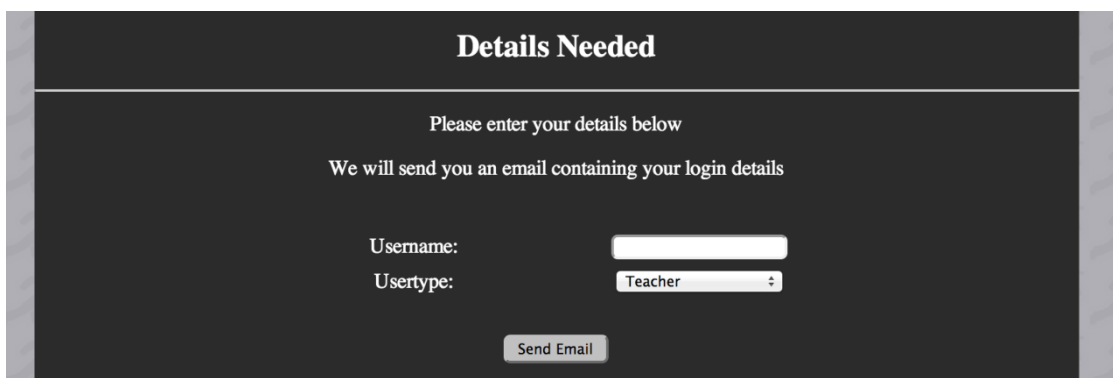 Details Needed
Please enter your details below
We will send you an email containing your login details
Username:
Usertype: Teacher
Send Email